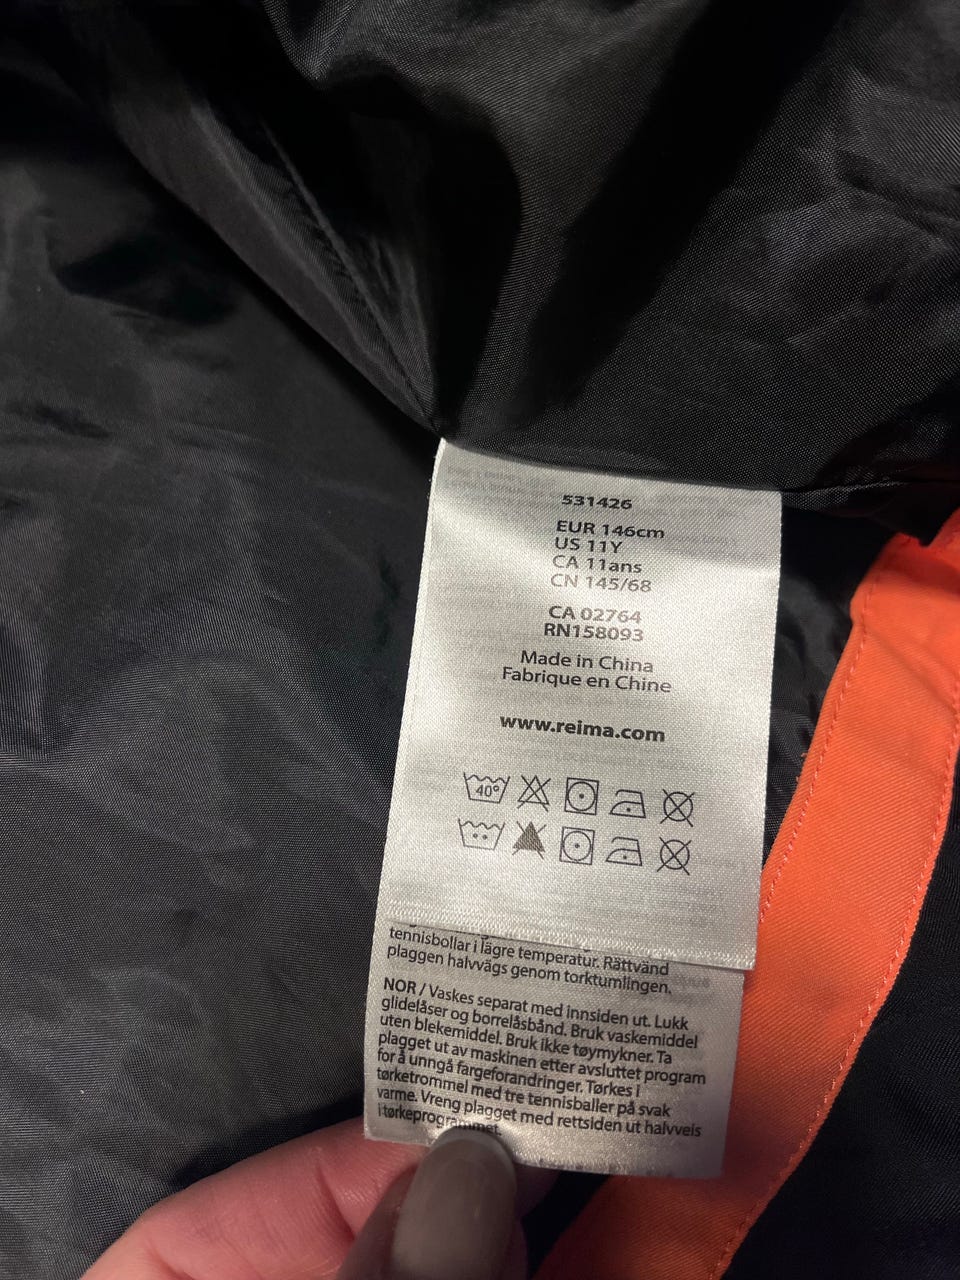 531426
EUR 146cm
US 11Y
CA 11ans
CN 145/68
CA 02764
RN158093
Made in China
Fabrique en Chine
www.reima.com
40°
tennisbollar i lägre temperatur. Rättvänd
plaggen halvvägs genom torktumlingen.
NOR / Vaskes separat med innsiden ut. Lukk
glidelåser og borrelåsbånd. Bruk vaskemiddel
uten blekemiddel. Bruk ikke tøymykner. Ta
plagget ut av maskinen etter avsluttet program
for å unngå fargeforandringer. Tørkes i
tørketrommel med tre tennisballer på svak
varme. Vreng plagget med rettsiden ut halvveis
i tørkeprogrammet.